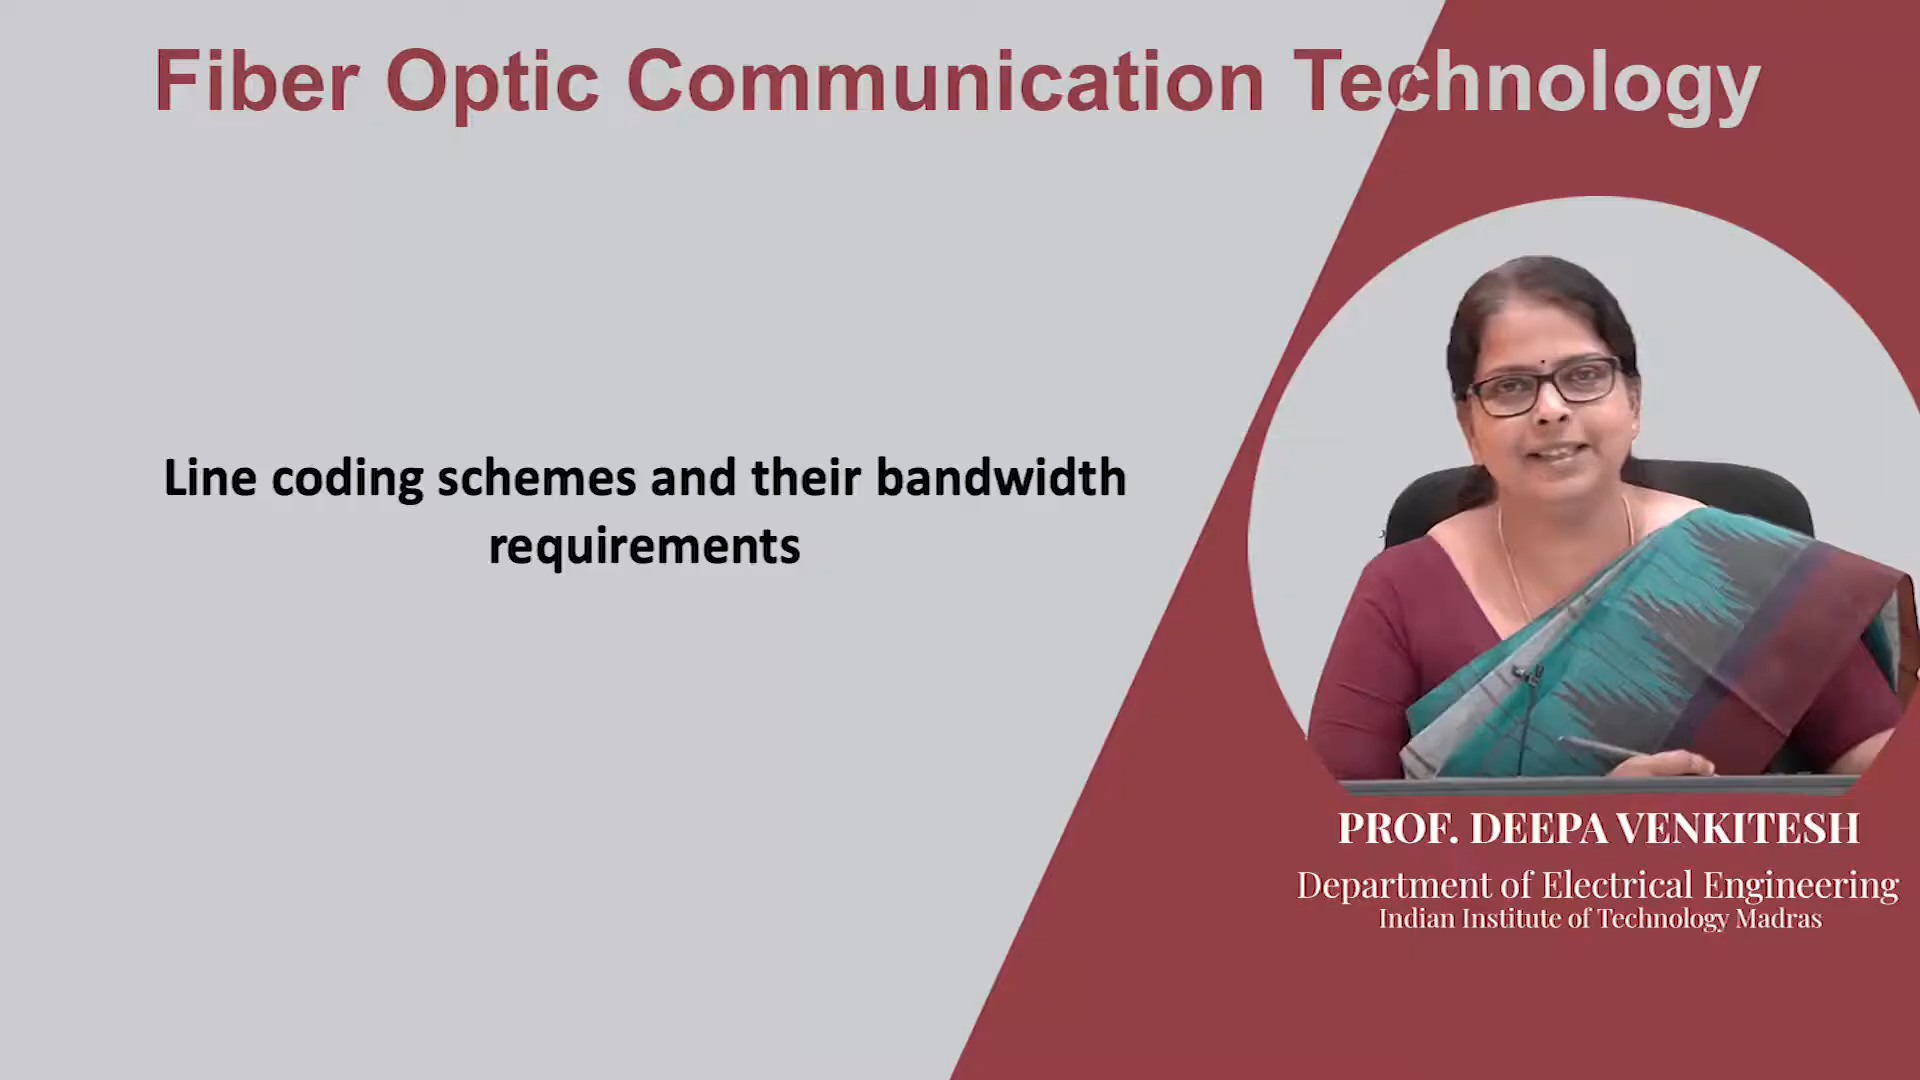 Fiber Optic Communication Technology
Line coding schemes and their bandwidth
requirements
PROF. DEEPA VENKITESH
Department of Electrical Engineering
Indian Institute of Technology Madras